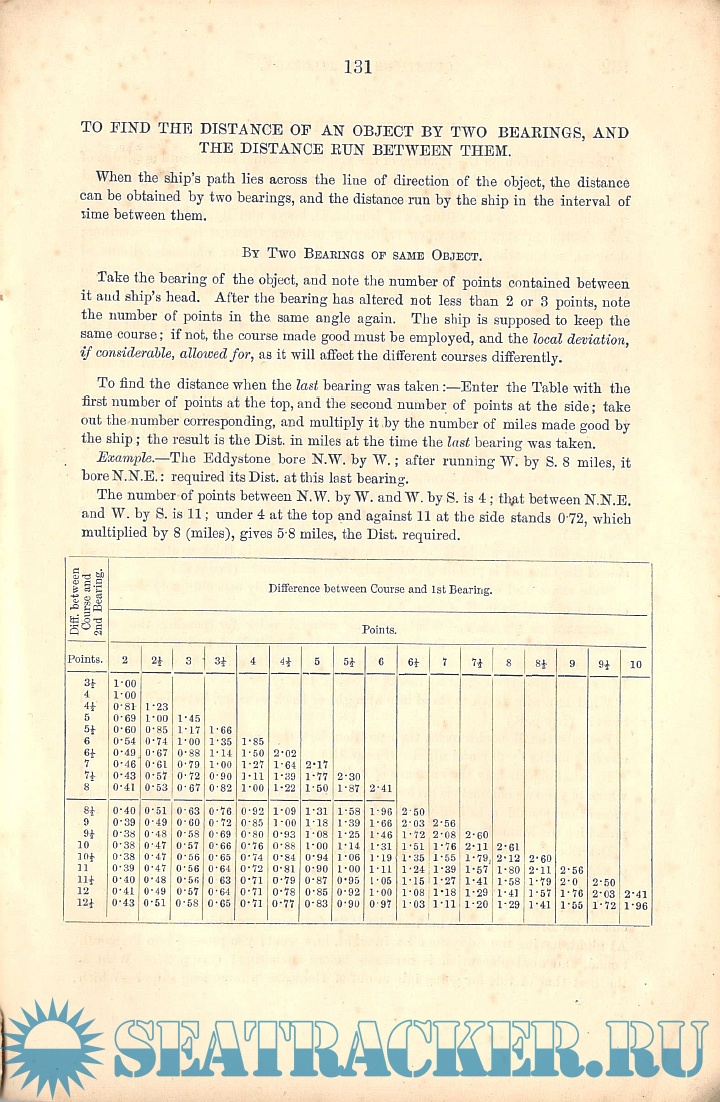 131
TO FIND THE DISTANCE OF AN OBJECT BY TWO BEARINGS, AND
THE DISTANCE RUN BETWEEN THEM.
When the ship's path lies across the line of direction of the object, the distance
can be obtained by two bearings, and the distance run by the ship in the interval of
time between them.
BY TWO BEARINGS OF SAME OBJECT.
Take the bearing of the object, and note the number of points contained between
it and ship's head. After the bearing has altered not less than 2 or 3 points, note
the number of points in the same angle again. The ship is supposed to keep the
same course; if not, the course made good must be employed, and the local deviation,
if considerable, allowed for, as it will affect the different courses differently.
To find the distance when the last bearing was taken:—Enter the Table with the
first number of points at the top, and the second number of points at the side; take
out the number corresponding, and multiply it by the number of miles made good by
the ship; the result is the Dist. in miles at the time the last bearing was taken.
Example.—The Eddystone bore N.W. by W.; after running W. by S. 8 miles, it
bore N.N.E.: required its Dist. at this last bearing.
The number of points between N.W. by W. and W. by S. is 4; that between N.N.E.
and W. by S. is 11; under 4 at the top and against 11 at the side stands 0·72, which
multiplied by 8 (miles), gives 5·8 miles, the Dist. required.
Diff. between
Course and
2nd Bearing.
Difference between Course and 1st Bearing.
Points.
Points. 2 2½ 3 3½ 4 4½ 5 5½ 6 6½ 7 7½ 8 8½ 9 9½ 10
3½ 1·00
4 1·00
4½ 0·81 1·23
5 0·69 1·00 1·45
5½ 0·60 0·85 1·17 1·66
6 0·54 0·74 1·00 1·35 1·85
6½ 0·49 0·67 0·88 1·14 1·50 2·02
7 0·46 0·61 0·79 1·00 1·27 1·64 2·17
7½ 0·43 0·57 0·72 0·90 1·11 1·39 1·77 2·30
8 0·41 0·53 0·67 0·82 1·00 1·22 1·50 1·87 2·41
8½ 0·40 0·51 0·63 0·76 0·92 1·09 1·31 1·58 1·96 2·50
9 0·39 0·49 0·60 0·72 0·85 1·00 1·18 1·39 1·66 2·03 2·56
9½ 0·38 0·48 0·58 0·69 0·80 0·93 1·08 1·25 1·46 1·72 2·08 2·60
10 0·38 0·47 0·57 0·66 0·76 0·88 1·00 1·14 1·31 1·51 1·76 2·11 2·61
10½ 0·38 0·47 0·56 0·65 0·74 0·84 0·94 1·06 1·19 1·35 1·55 1·79 2·12 2·60
11 0·39 0·47 0·56 0·64 0·72 0·81 0·90 1·00 1·11 1·24 1·39 1·57 1·80 2·11 2·56
11½ 0·40 0·48 0·56 0·63 0·71 0·79 0·87 0·95 1·05 1·15 1·27 1·41 1·58 1·79 2·0 2·50
12 0·41 0·49 0·57 0·64 0·71 0·78 0·85 0·92 1·00 1·08 1·18 1·29 1·41 1·57 1·76 2·03 2·41
12½ 0·43 0·51 0·58 0·65 0·71 0·77 0·83 0·90 0·97 1·03 1·11 1·20 1·29 1·41 1·55 1·72 1·96
SEATRACKER.RU